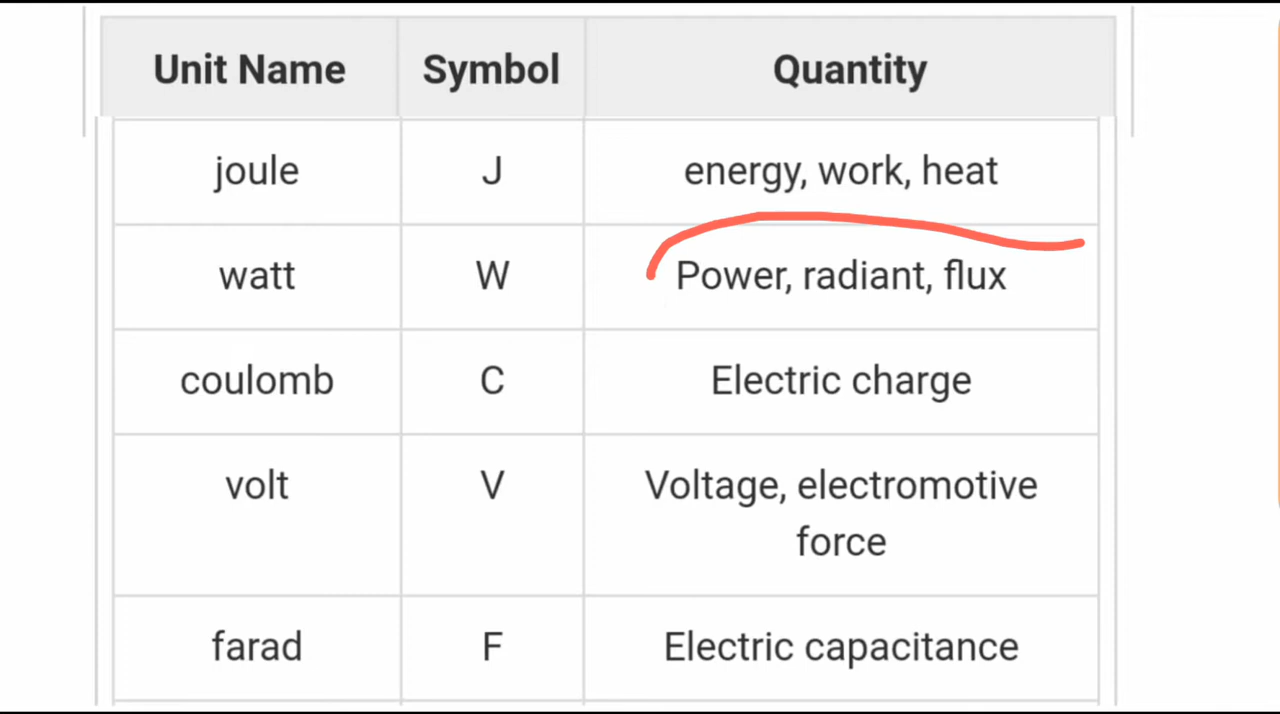 Unit Name Symbol Quantity
joule J energy, work, heat
watt W Power, radiant, flux
coulomb C Electric charge
volt V Voltage, electromotive
force
farad F Electric capacitance